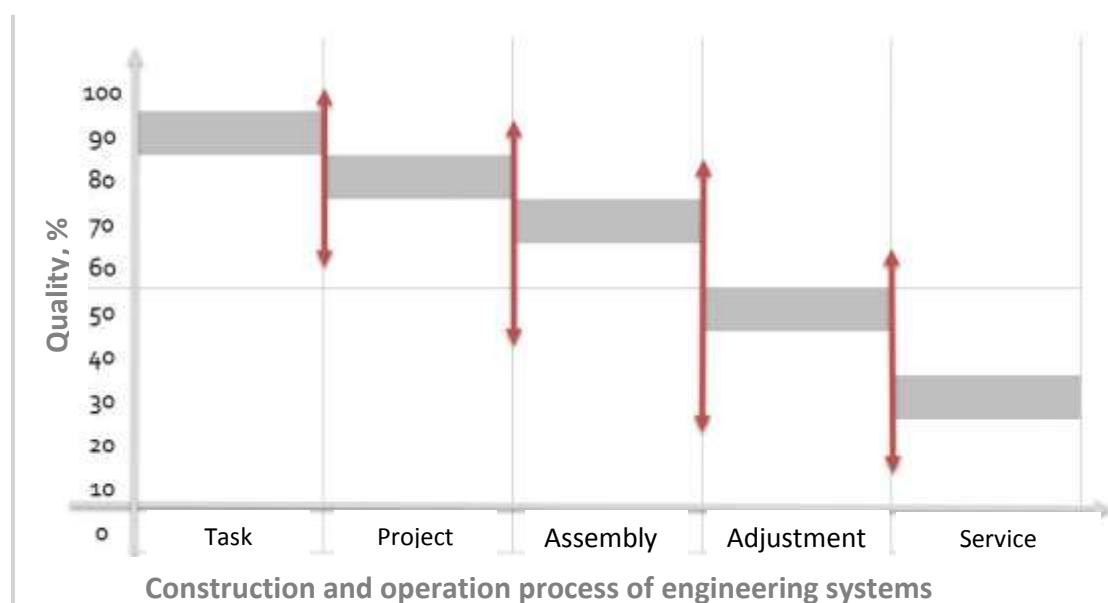 100
90
80
70
60
50
40
30
20
10
0
Quality, %
Task
Project
Assembly
Adjustment
Service
Construction and operation process of engineering systems